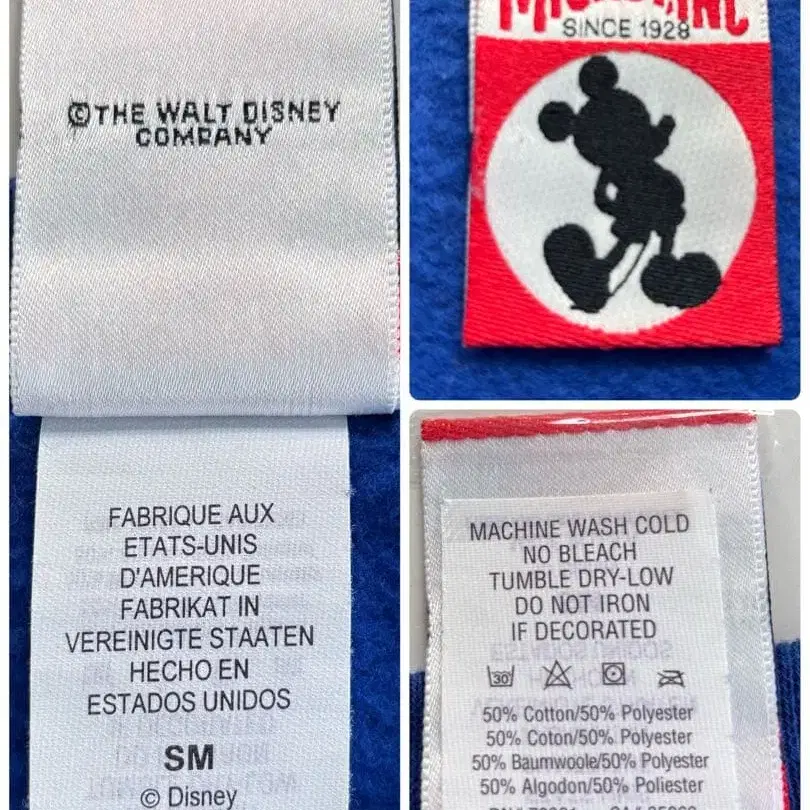 ©THE WALT DISNEY
COMPANY
FABRIQUE AUX
ETATS-UNIS
D'AMERIQUE
FABRIKAT IN
VEREINIGTE STAATEN
HECHO EN
ESTADOS UNIDOS
SM
© Disney
SINCE 1928
MACHINE WASH COLD
NO BLEACH
TUMBLE DRY-LOW
DO NOT IRON
IF DECORATED
30°
50% Cotton/50% Polyester
50% Coton/50% Polyester
50% Baumwoole/50% Polyester
50% Algodon/50% Poliester